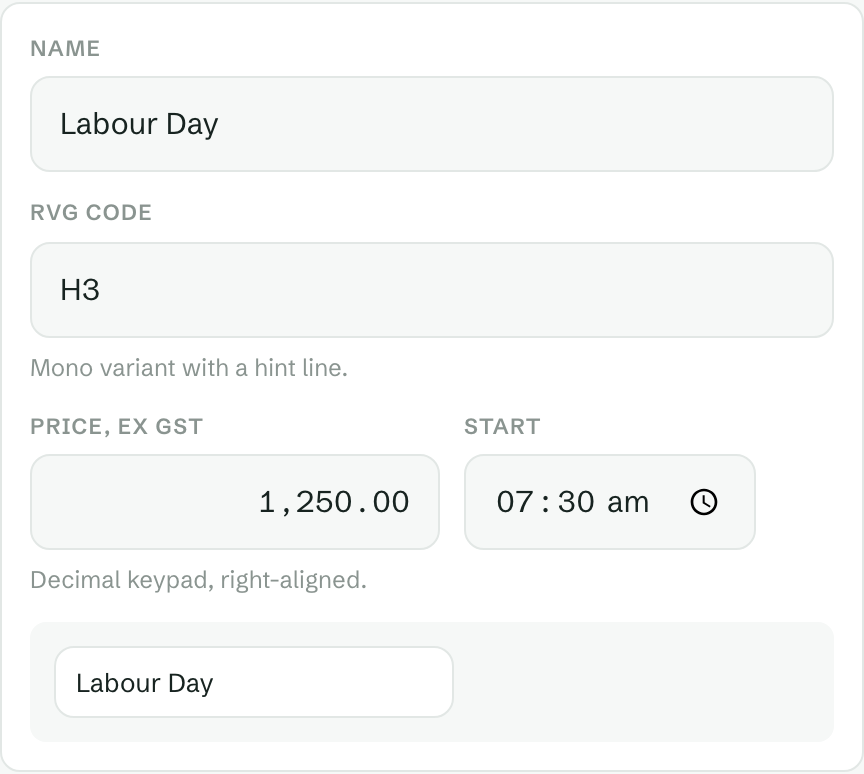 NAME
Labour Day
RVG CODE
H3
Mono variant with a hint line.
PRICE, EX GST
START
1,250.00
07:30 am
Decimal keypad, right-aligned.
Labour Day